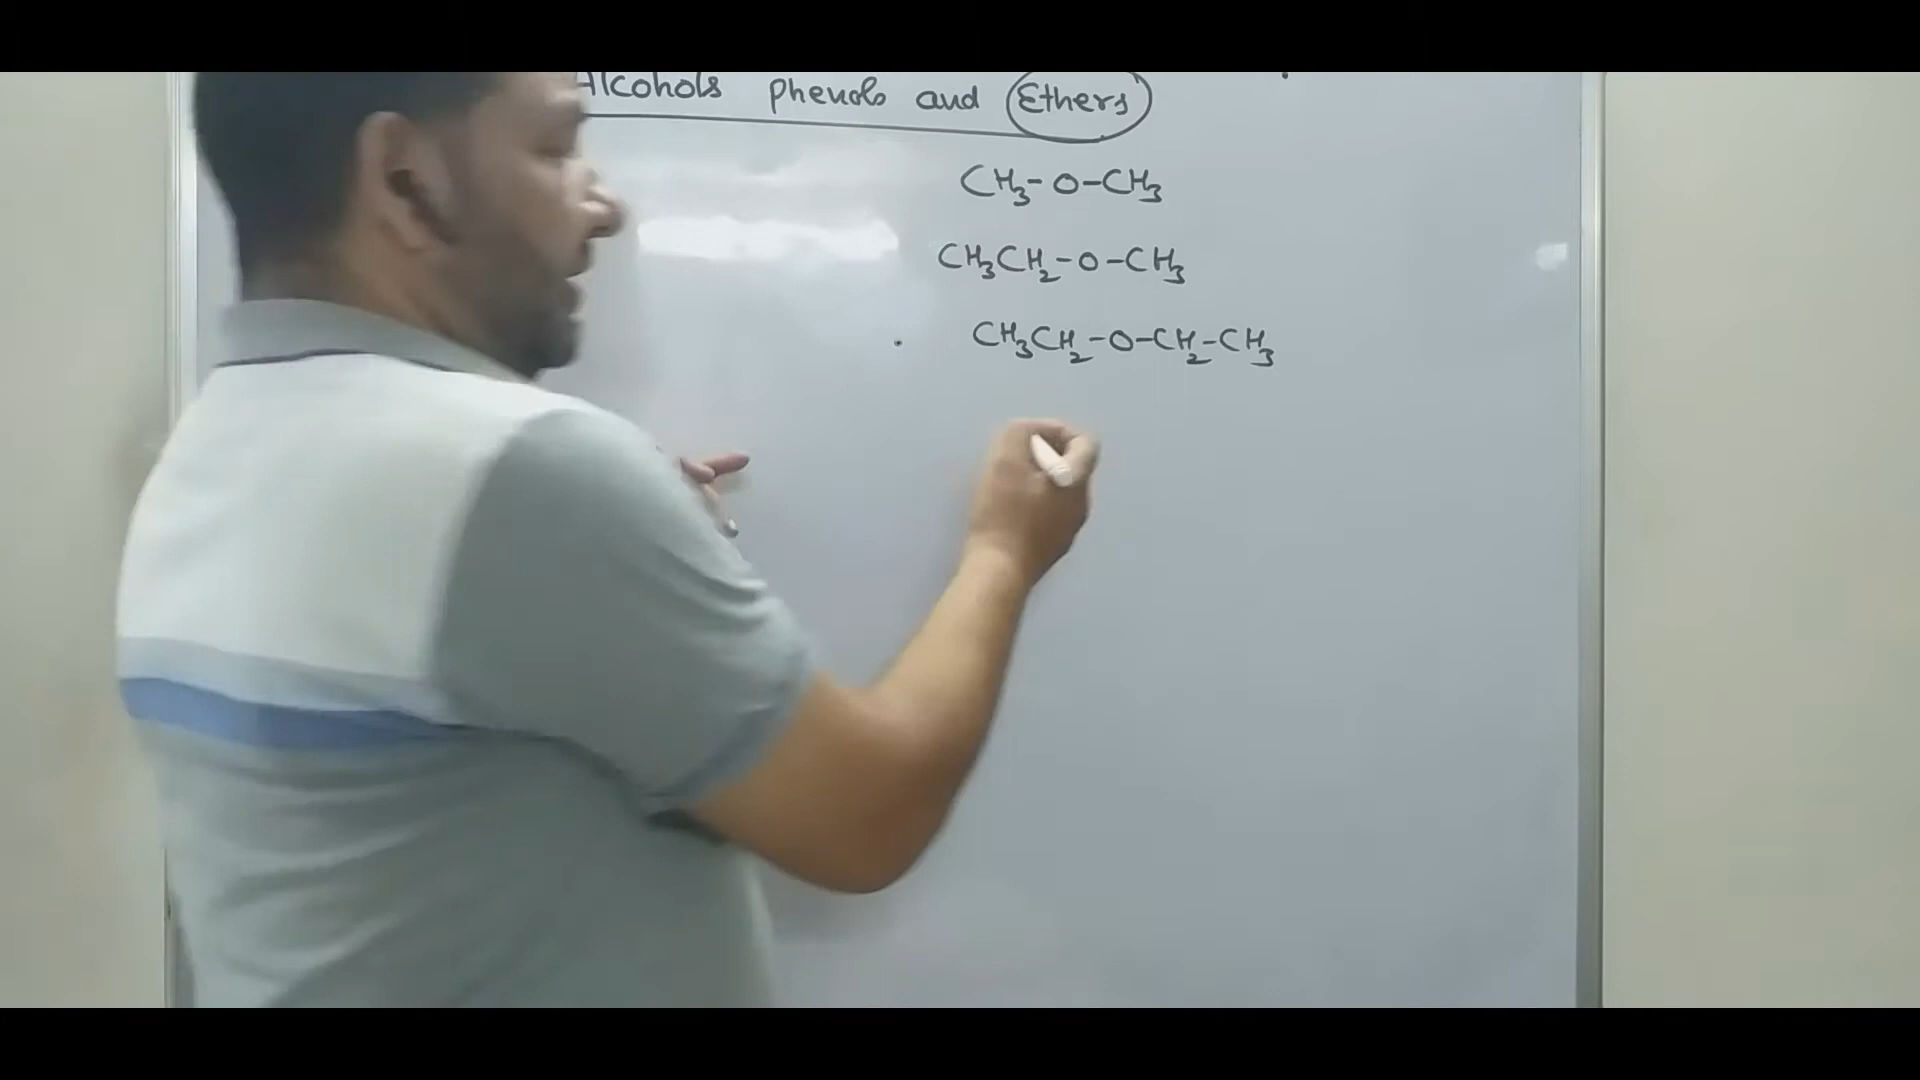 Alcohols Phenols and Ethers
CH₃-O-CH₃
CH₃CH₂-O-CH₃
CH₃CH₂-O-CH₂-CH₃